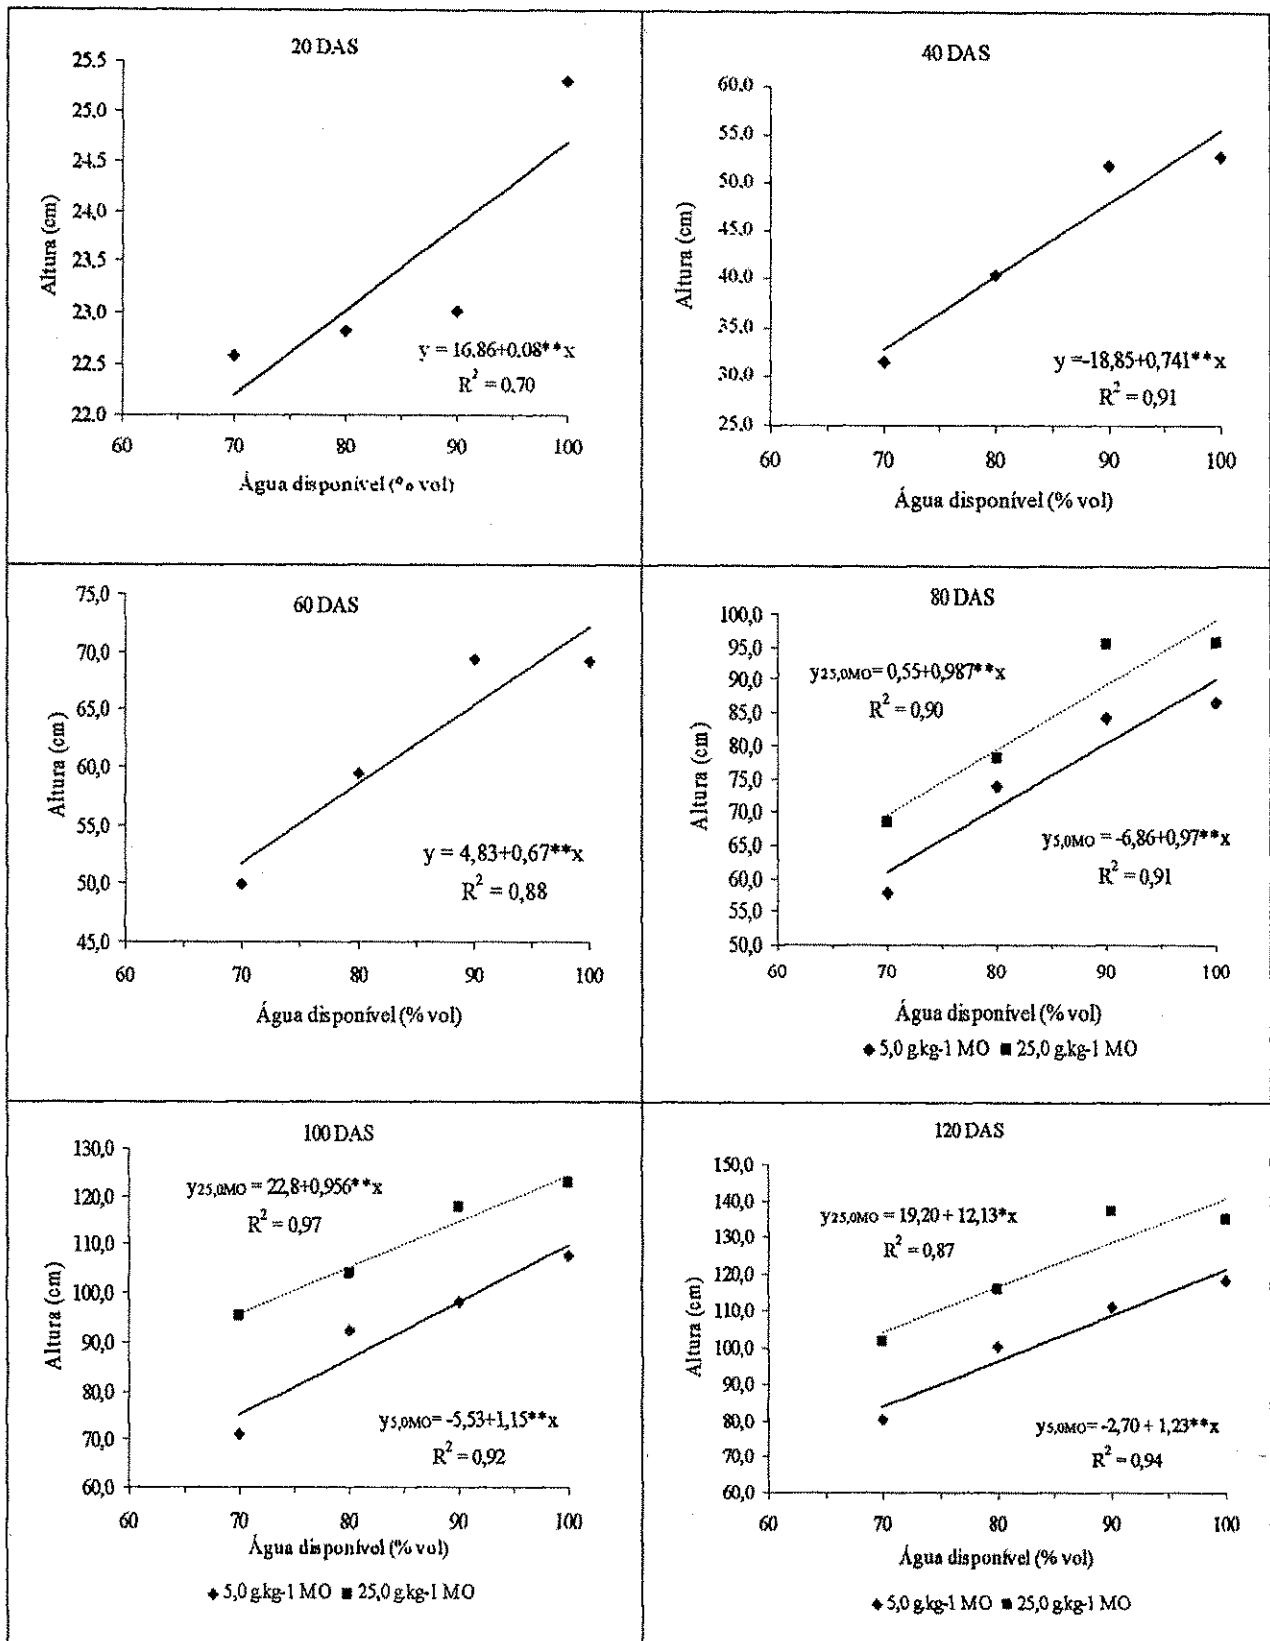 20 DAS
25.5
25.0
24.5
24.0
23.5
23.0
22.5
22.0
Altura (cm)
y = 16.86+0.08**x
R² = 0.70
60 70 80 90 100
Água disponível (% vol)
40 DAS
60.0
55.0
50.0
45.0
40.0
35.0
30.0
25.0
Altura (cm)
y =-18,85+0,741**x
R² = 0,91
60 70 80 90 100
Água disponível (% vol)
60 DAS
75,0
70,0
65,0
60,0
55,0
50,0
45,0
Altura (cm)
y = 4,83+0,67**x
R² = 0,88
60 70 80 90 100
Água disponível (% vol)
80 DAS
100,0
95,0
90,0
85,0
80,0
75,0
70,0
65,0
60,0
55,0
50,0
Altura (cm)
y25,0MO = 0,55+0,987**x
R² = 0,90
y5,0MO = -6,86+0,97**x
R² = 0,91
60 70 80 90 100
Água disponível (% vol)
5,0 g.kg-1 MO 25,0 g.kg-1 MO
100 DAS
130,0
120,0
110,0
100,0
90,0
80,0
70,0
60,0
Altura (cm)
y25,0MO = 22,8+0,956**x
R² = 0,97
y5,0MO = -5,53+1,15**x
R² = 0,92
60 70 80 90 100
Água disponível (% vol)
5,0 g.kg-1 MO 25,0 g.kg-1 MO
120 DAS
150,0
140,0
130,0
120,0
110,0
100,0
90,0
80,0
70,0
60,0
Altura (cm)
y25,0MO = 19,20 + 12,13*x
R² = 0,87
y5,0MO = -2,70 + 1,23**x
R² = 0,94
60 70 80 90 100
Água disponível (% vol)
5,0 g.kg-1 MO 25,0 g.kg-1 MO